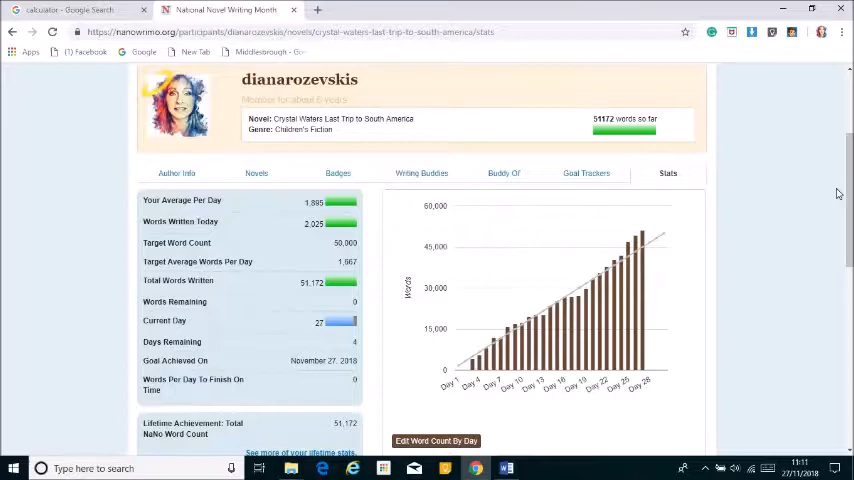 calculator - Google Search
National Novel Writing Month
https://nanowrimo.org/participants/dianarozevskis/novels/crystal-waters-last-trip-to-south-america/stats
Apps
(1) Facebook
Google
New Tab
Middlesbrough - Go
dianarozevskis
Member for about 6 years
Novel: Crystal Waters Last Trip to South America
51172 words so far
Genre: Children's Fiction
Author Info
Novels
Badges
Writing Buddies
Buddy Of
Goal Trackers
Stats
Your Average Per Day
1,895
Words Written Today
2,025
Target Word Count
50,000
Target Average Words Per Day
1,667
Total Words Written
51,172
Words Remaining
0
Current Day
27
Days Remaining
4
Goal Achieved On
November 27, 2018
Words Per Day To Finish On
Time
0
Lifetime Achievement: Total
NaNo Word Count
51,172
See more of your lifetime stats.
60,000
45,000
30,000
15,000
0
Words
Day 1
Day 4
Day 7
Day 10
Day 13
Day 16
Day 19
Day 22
Day 25
Day 28
Edit Word Count By Day
Type here to search
11:11
27/11/2018